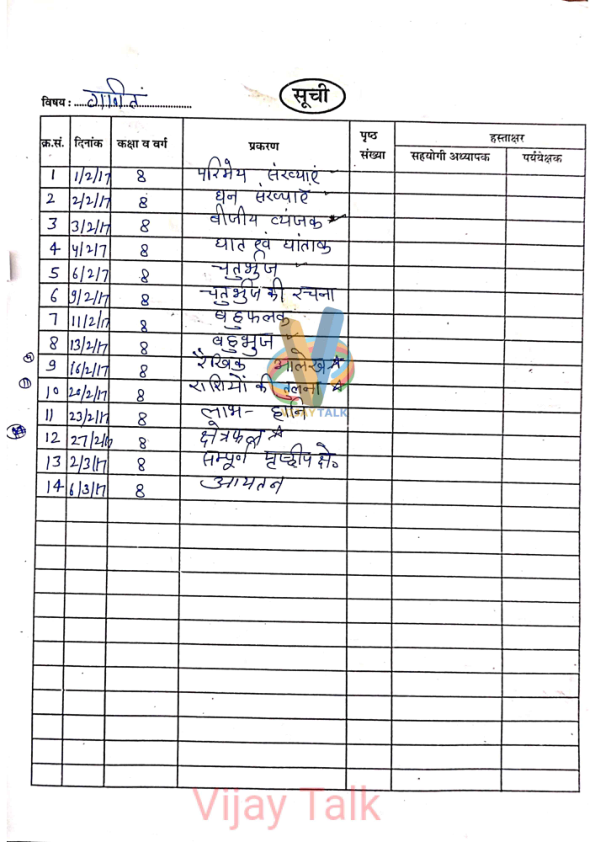 सूची
विषय : गणित
क्र.सं. दिनांक कक्षा व वर्ग प्रकरण पृष्ठ संख्या हस्ताक्षर
सहयोगी अध्यापक पर्यवेक्षक
1 1/2/17 8 परिमेय संख्याएं
2 2/2/17 8 घन संख्याएें
3 3/2/17 8 बीजीय व्यंजक
4 4/2/7 8 घात एवं घातांक
5 6/2/7 8 चतुर्भुज
6 9/2/17 8 चतुर्भुज की रचना
7 11/2/17 8 बहुफलक
8 13/2/17 8 बहुभुज
9 16/2/17 8 रैखिक आलेख
10 20/2/17 8 राशियों की तुलना
11 23/2/17 8 लाभ - हानि
12 27/2/ 8 क्षेत्रफल
13 2/3/17 8 सम्पूर्ण पृष्ठीय क्षे०
14 6/3/17 8 आयतन
TALK
Vijay Talk